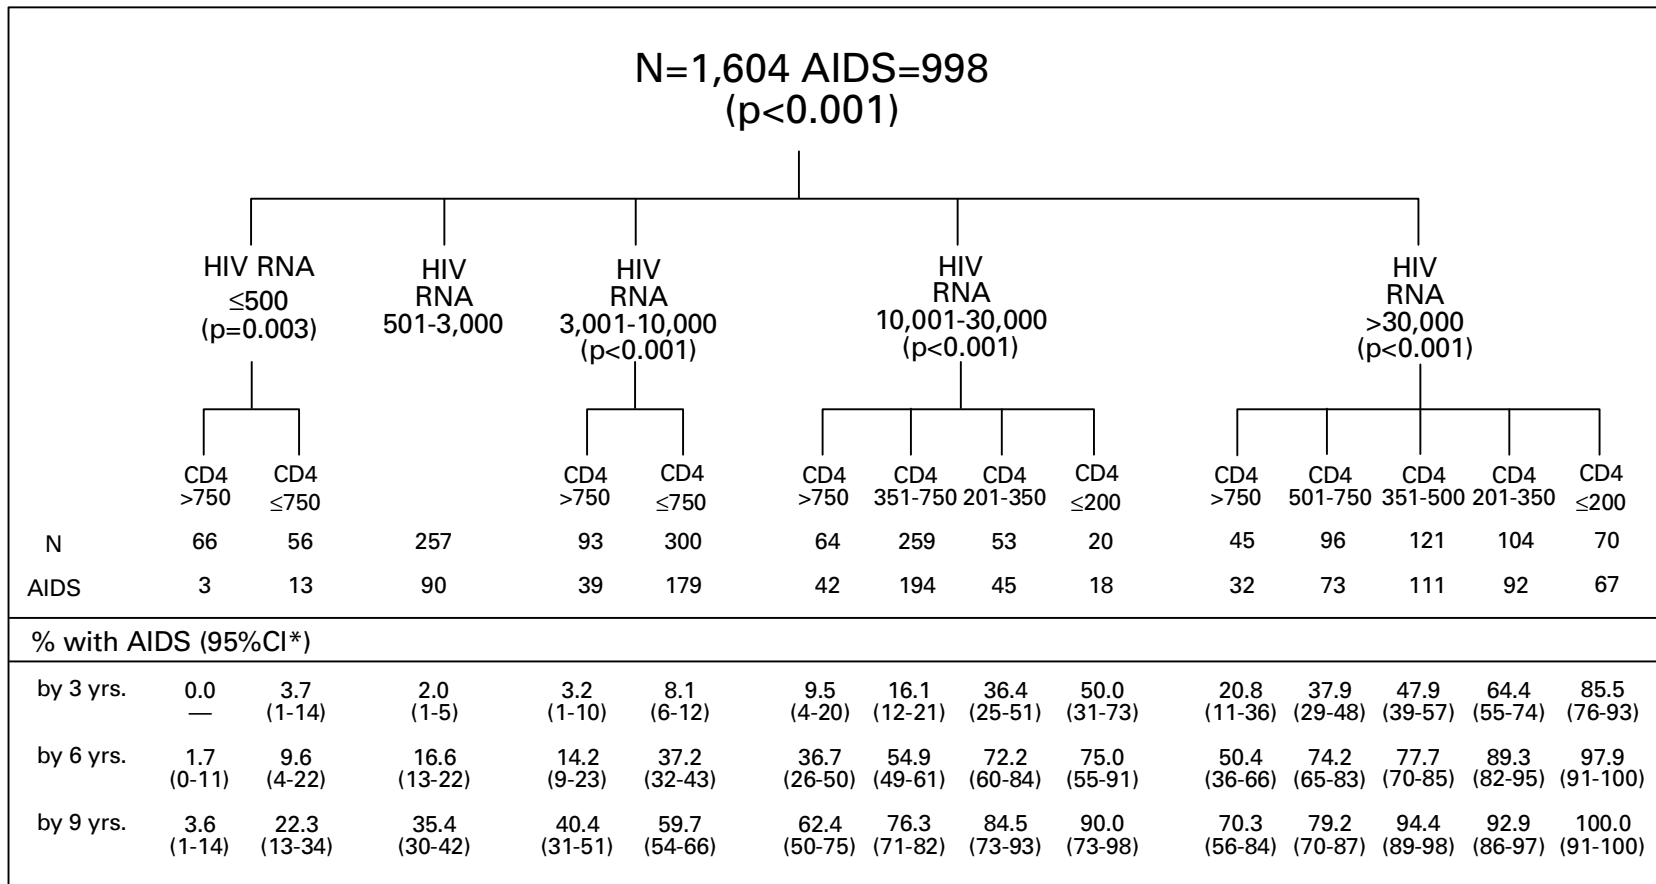 N=1,604 AIDS=998
(p<0.001)
HIV RNA
≤500
(p=0.003)
HIV
RNA
501-3,000
HIV
RNA
3,001-10,000
(p<0.001)
HIV
RNA
10,001-30,000
(p<0.001)
HIV
RNA
>30,000
(p<0.001)
CD4 CD4 CD4 CD4 CD4 CD4 CD4 CD4 CD4 CD4 CD4 CD4 CD4
>750 ≤750 >750 ≤750 >750 351-750 201-350 ≤200 >750 501-750 351-500 201-350 ≤200
N 66 56 257 93 300 64 259 53 20 45 96 121 104 70
AIDS 3 13 90 39 179 42 194 45 18 32 73 111 92 67
% with AIDS (95%CI*)
by 3 yrs. 0.0 3.7 2.0 3.2 8.1 9.5 16.1 36.4 50.0 20.8 37.9 47.9 64.4 85.5
— (1-14) (1-5) (1-10) (6-12) (4-20) (12-21) (25-51) (31-73) (11-36) (29-48) (39-57) (55-74) (76-93)
by 6 yrs. 1.7 9.6 16.6 14.2 37.2 36.7 54.9 72.2 75.0 50.4 74.2 77.7 89.3 97.9
(0-11) (4-22) (13-22) (9-23) (32-43) (26-50) (49-61) (60-84) (55-91) (36-66) (65-83) (70-85) (82-95) (91-100)
by 9 yrs. 3.6 22.3 35.4 40.4 59.7 62.4 76.3 84.5 90.0 70.3 79.2 94.4 92.9 100.0
(1-14) (13-34) (30-42) (31-51) (54-66) (50-75) (71-82) (73-93) (73-98) (56-84) (70-87) (89-98) (86-97) (91-100)